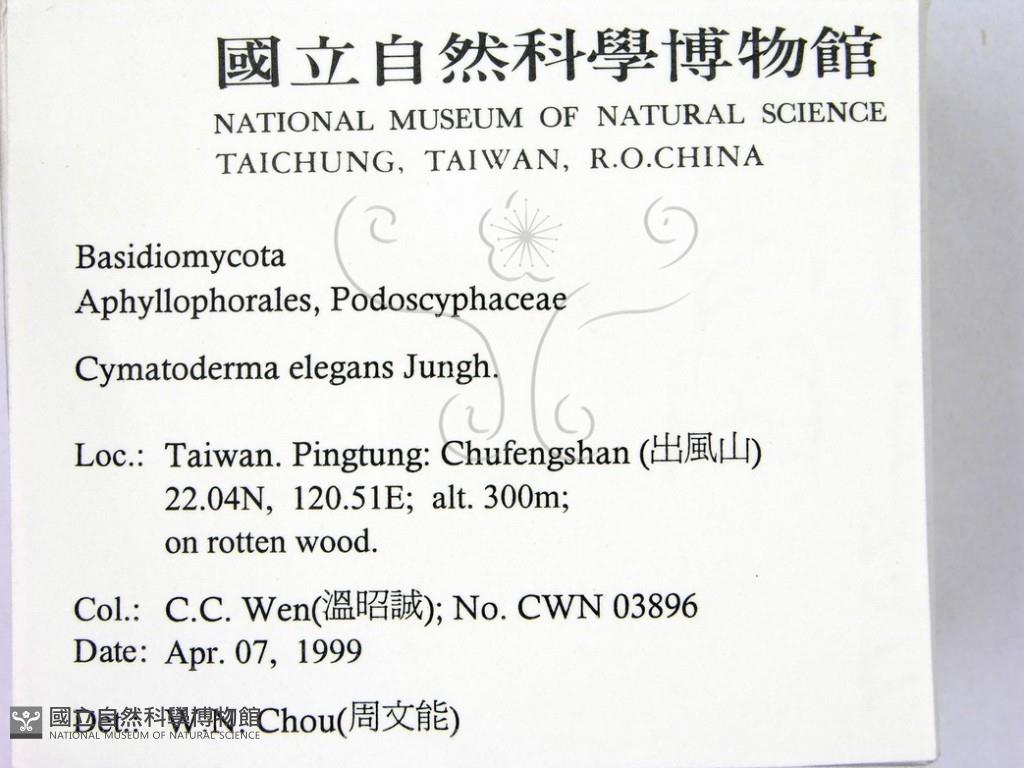 國立自然科學博物館
NATIONAL MUSEUM OF NATURAL SCIENCE
TAICHUNG, TAIWAN, R.O.CHINA
Basidiomycota
Aphyllophorales, Podoscyphaceae
Cymatoderma elegans Jungh.
Loc.: Taiwan. Pingtung: Chufengshan (出風山)
22.04N, 120.51E; alt. 300m;
on rotten wood.
Col.: C.C. Wen(溫昭誠); No. CWN 03896
Date: Apr. 07, 1999
Det.: W.N. Chou(周文能)
國立自然科學博物館
NATIONAL MUSEUM OF NATURAL SCIENCE